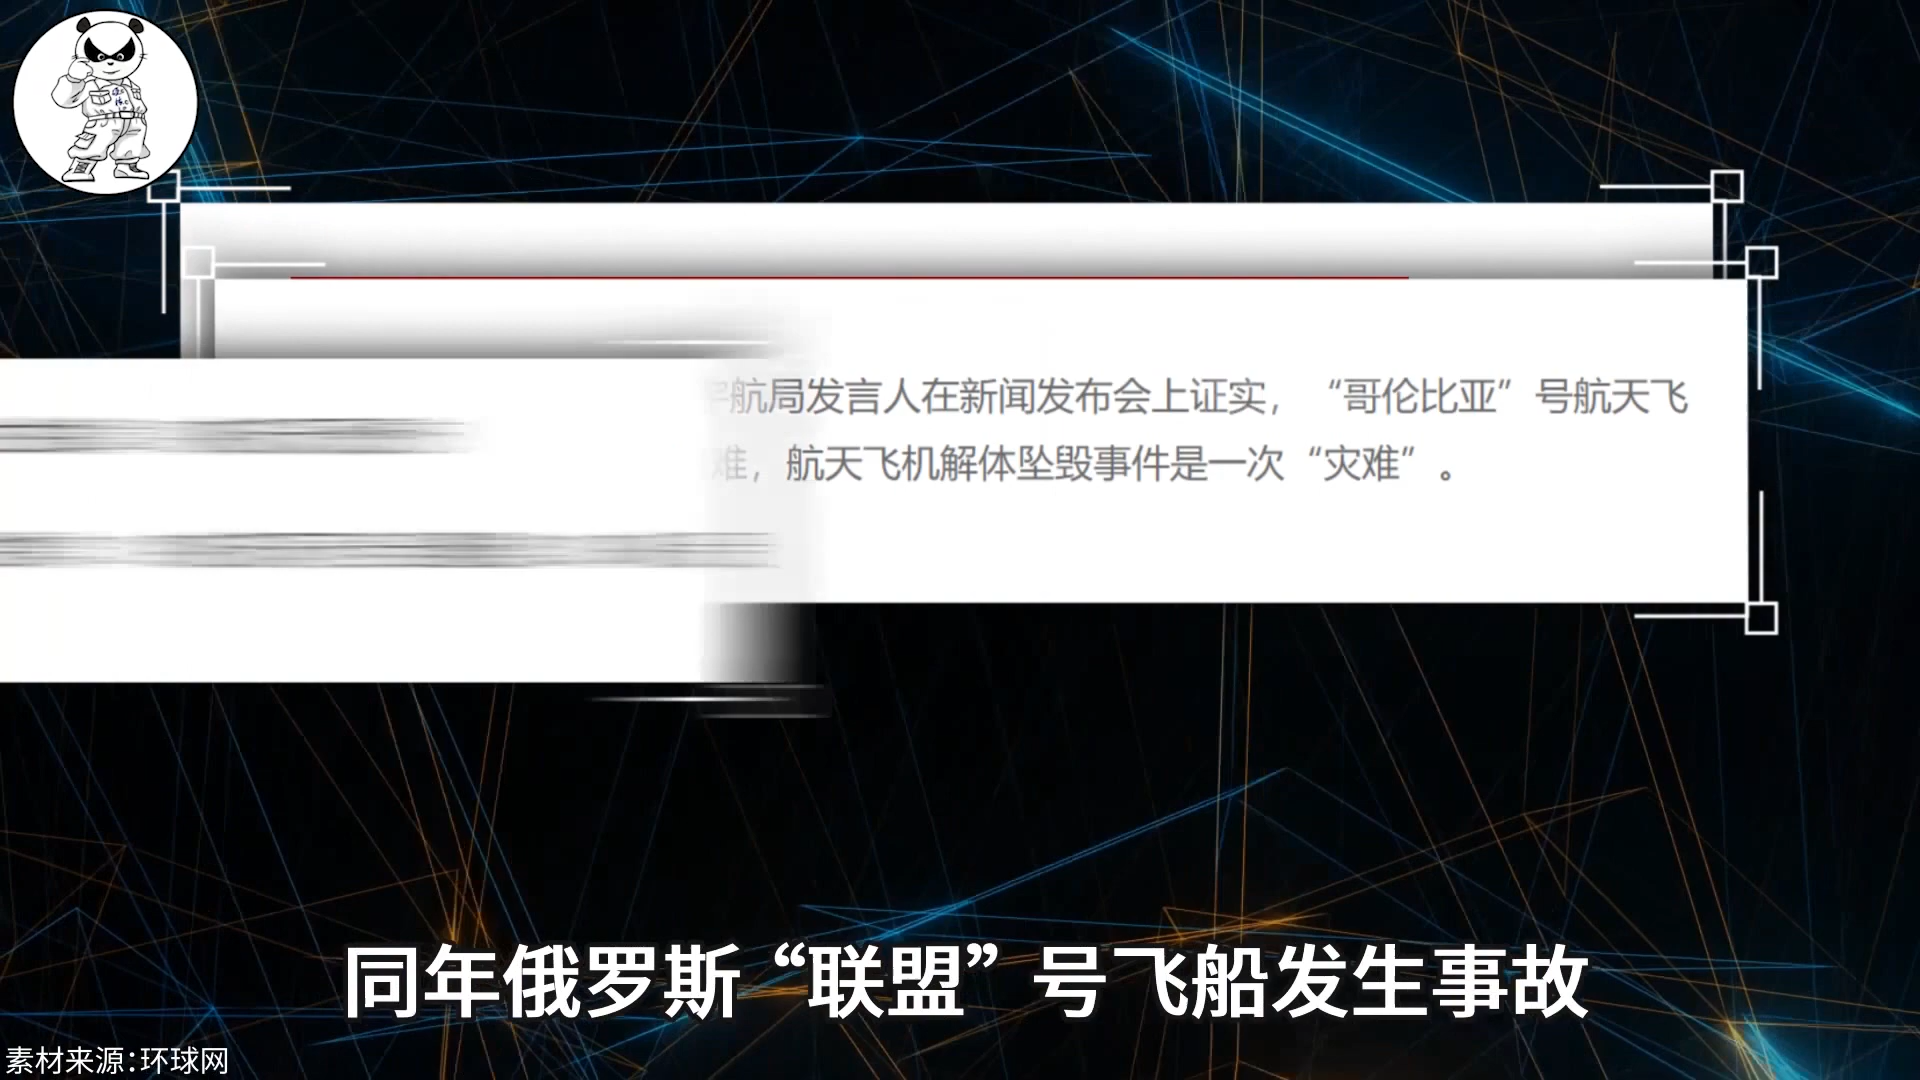 航局发言人在新闻发布会上证实，“哥伦比亚”号航天飞
难，航天飞机解体坠毁事件是一次“灾难”。
同年俄罗斯“联盟”号飞船发生事故
素材来源：环球网